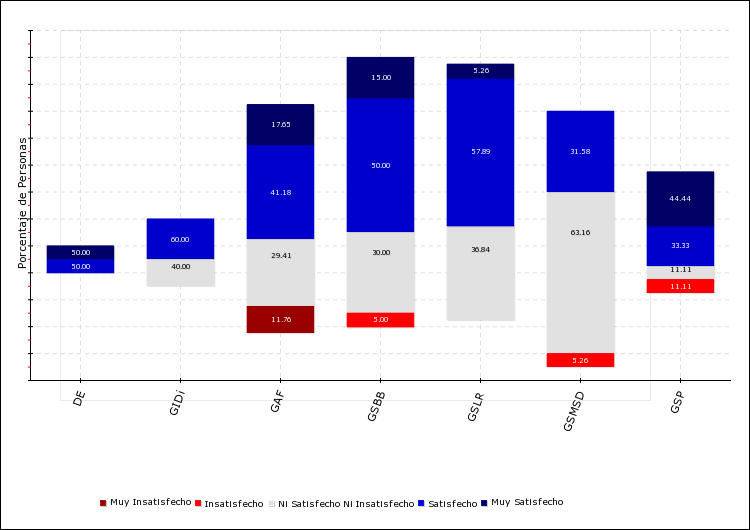 Porcentaje de Personas
15.00
5.26
17.65
50.00
57.89
31.58
41.18
44.44
60.00
63.16
50.00
29.41
30.00
36.84
33.33
50.00
40.00
11.11
11.11
11.76
5.00
5.26
DE
GIDi
GAF
GSBB
GSLR
GSMSD
GSP
Muy Insatisfecho
Insatisfecho
Ni Satisfecho Ni Insatisfecho
Satisfecho
Muy Satisfecho